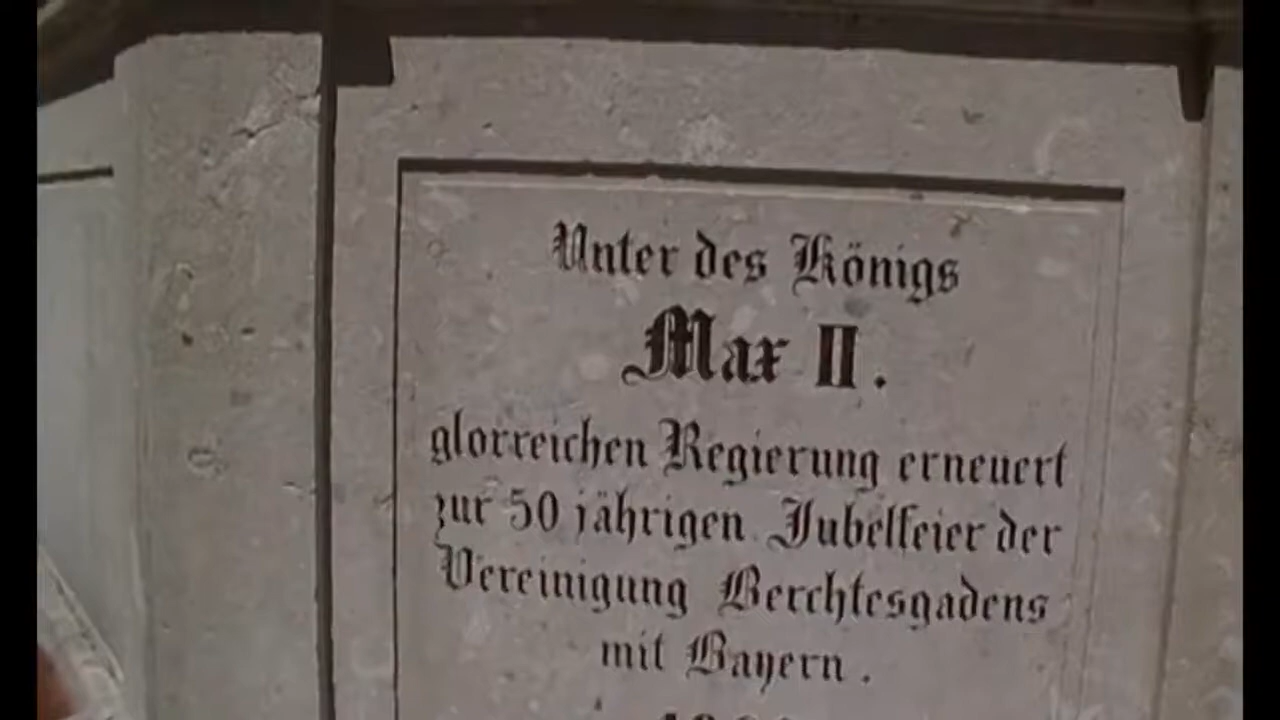 Unter des Königs
Max II.
glorreichen Regierung erneuert
zur 50 jährigen Jubelfeier der
Vereinigung Berchtesgadens
mit Bayern.